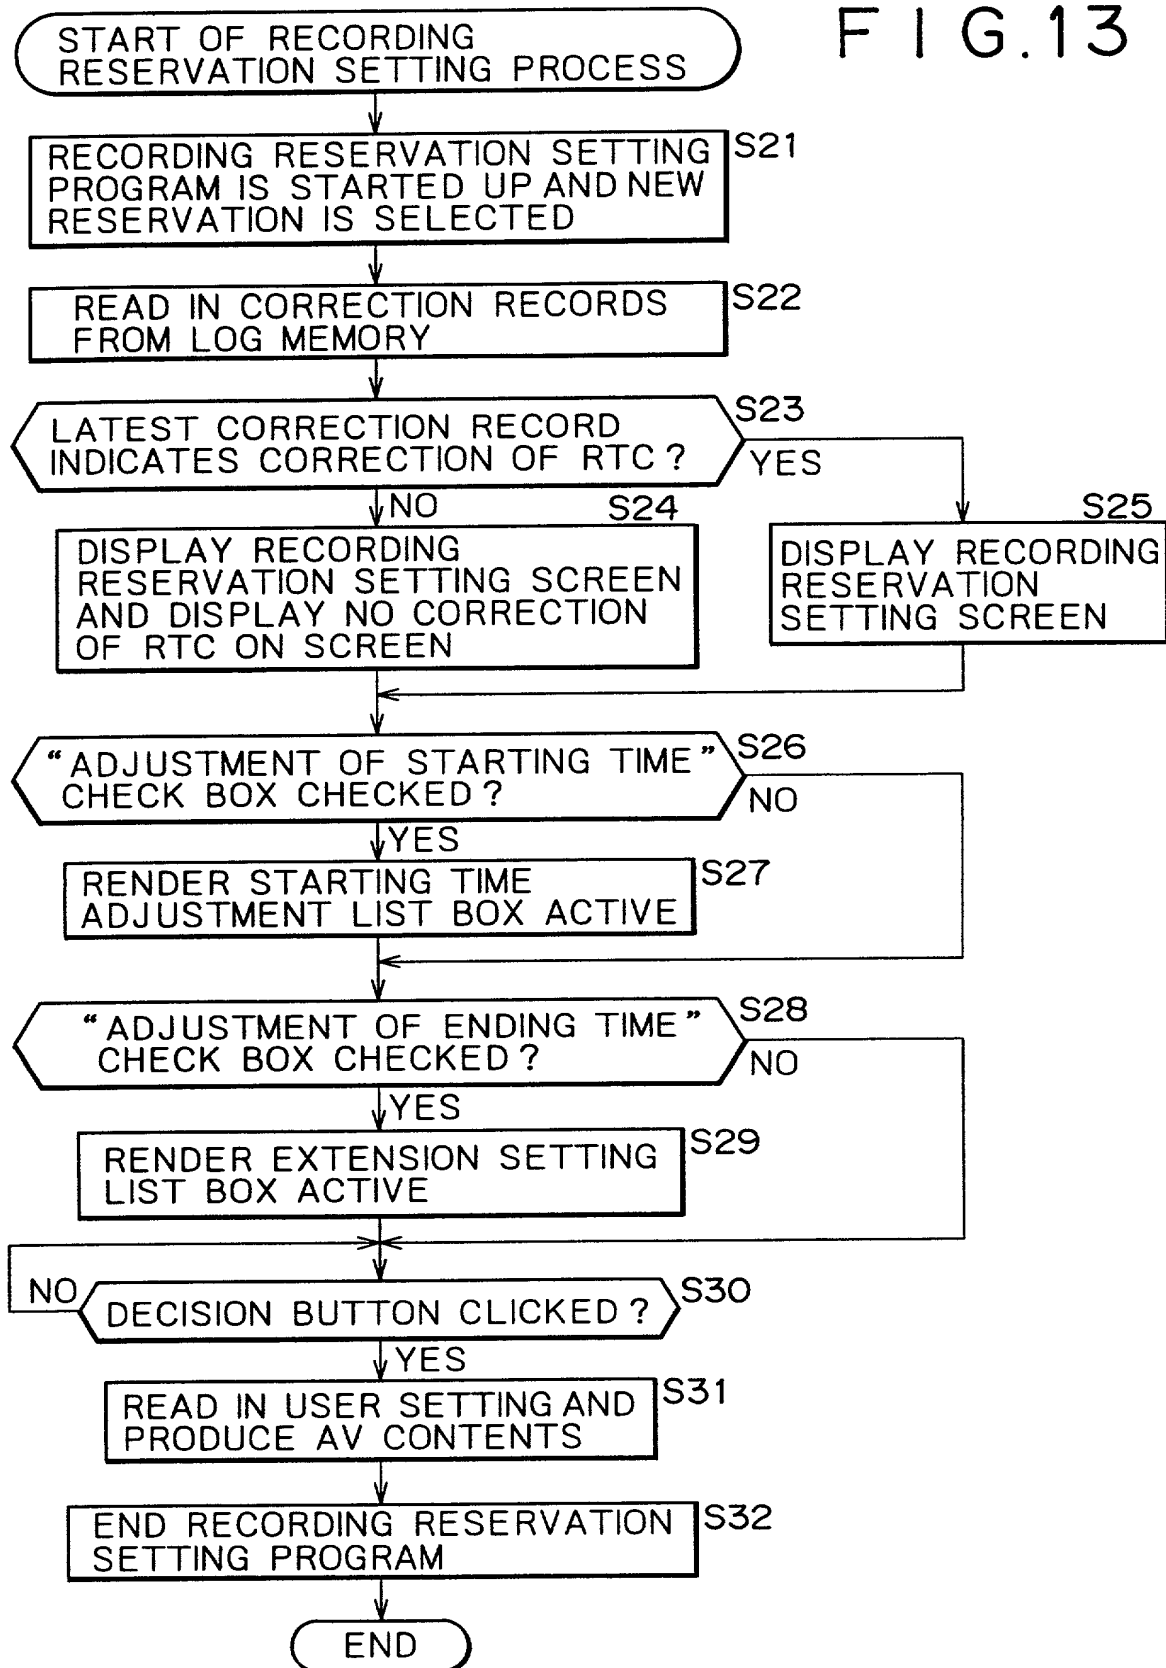 FIG.13
START OF RECORDING
RESERVATION SETTING PROCESS
S21
RECORDING RESERVATION SETTING
PROGRAM IS STARTED UP AND NEW
RESERVATION IS SELECTED
S22
READ IN CORRECTION RECORDS
FROM LOG MEMORY
S23
LATEST CORRECTION RECORD
INDICATES CORRECTION OF RTC ?
YES
NO
S24
DISPLAY RECORDING
RESERVATION SETTING SCREEN
AND DISPLAY NO CORRECTION
OF RTC ON SCREEN
S25
DISPLAY RECORDING
RESERVATION
SETTING SCREEN
S26
“ADJUSTMENT OF STARTING TIME”
CHECK BOX CHECKED ?
NO
YES
S27
RENDER STARTING TIME
ADJUSTMENT LIST BOX ACTIVE
S28
“ADJUSTMENT OF ENDING TIME”
CHECK BOX CHECKED ?
NO
YES
S29
RENDER EXTENSION SETTING
LIST BOX ACTIVE
NO
S30
DECISION BUTTON CLICKED ?
YES
S31
READ IN USER SETTING AND
PRODUCE AV CONTENTS
S32
END RECORDING RESERVATION
SETTING PROGRAM
END